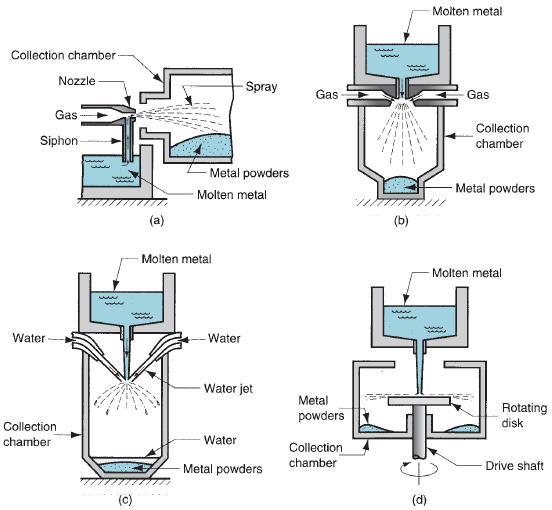 Molten metal
Collection chamber
Nozzle
Spray
Gas
Siphon
Metal powders
Molten metal
(a)
Gas
Gas
Collection
chamber
Metal powders
(b)
Molten metal
Water
Water
Water jet
Collection
chamber
Water
Metal powders
(c)
Molten metal
Metal
powders
Rotating
disk
Collection
chamber
Drive shaft
(d)